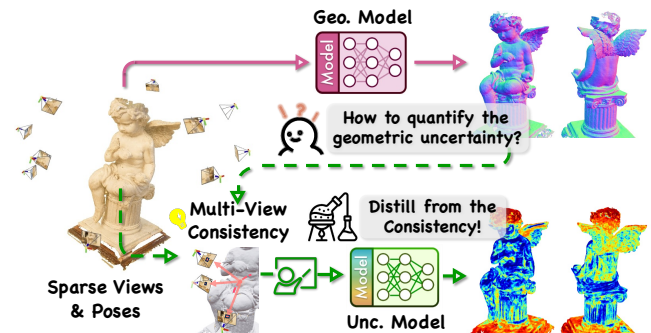 Geo. Model
Model
How to quantify the
geometric uncertainty?
Multi-View
Consistency
Distill from the
Consistency!
Sparse Views
& Poses
Model
Unc. Model